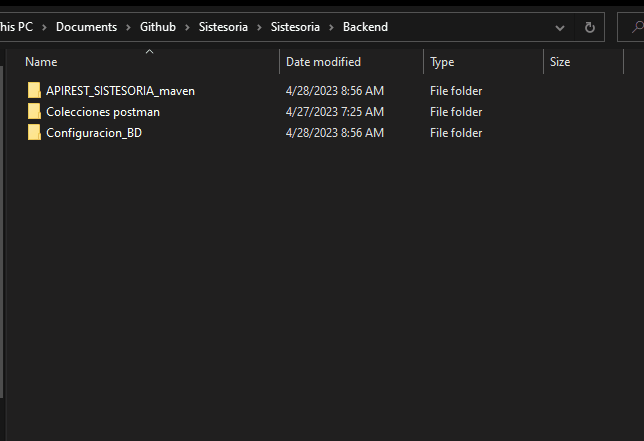 his PC > Documents > Github > Sistesoria > Sistesoria > Backend
Name Date modified Type Size
APIREST_SISTESORIA_maven 4/28/2023 8:56 AM File folder
Colecciones postman 4/27/2023 7:25 AM File folder
Configuracion_BD 4/28/2023 8:56 AM File folder